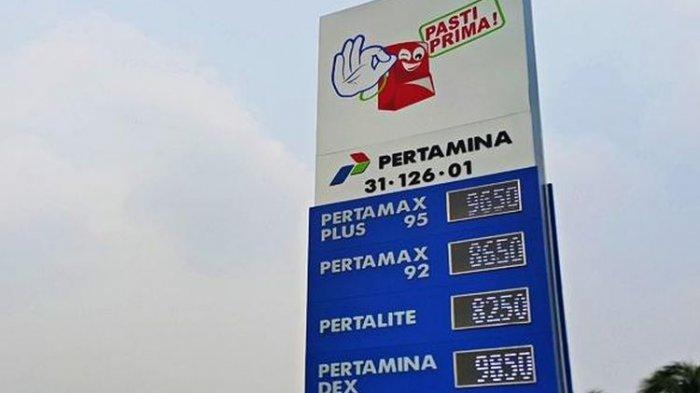 PASTI
PRIMA!
PERTAMINA
31·126·01
PERTAMAX
PLUS 95 9650
PERTAMAX
92 8650
PERTALITE 8250
PERTAMINA
DEX 9850